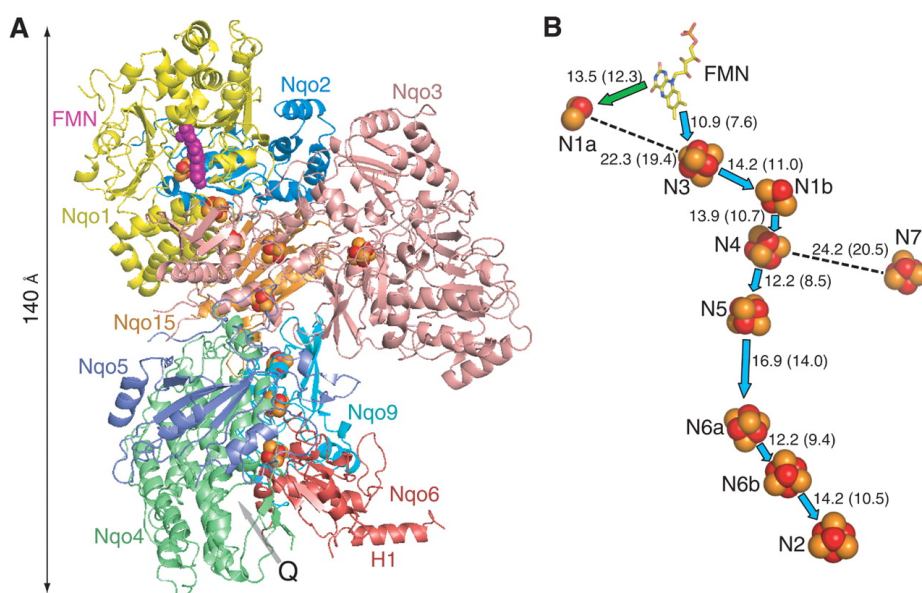 A
140 Å
Nqo2
Nqo3
FMN
Nqo1
Nqo15
Nqo5
Nqo9
Nqo6
Nqo4
Q
H1
B
13.5 (12.3)
FMN
10.9 (7.6)
N1a
22.3 (19.4)
14.2 (11.0)
N3
N1b
13.9 (10.7)
N7
N4
24.2 (20.5)
12.2 (8.5)
N5
16.9 (14.0)
N6a
12.2 (9.4)
N6b
14.2 (10.5)
N2